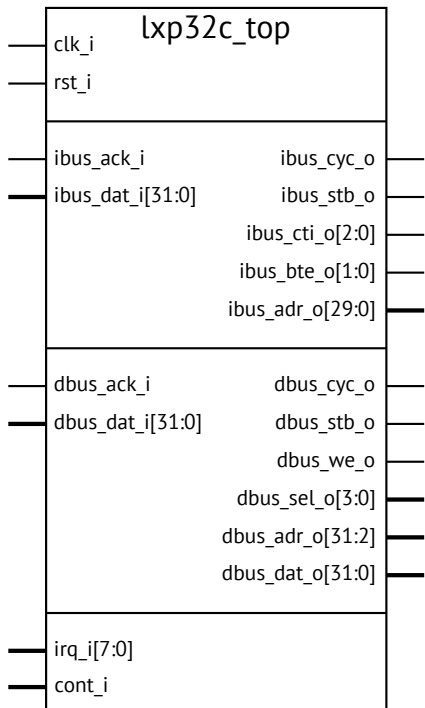 lxp32c_top
clk_i
rst_i
ibus_ack_i
ibus_cyc_o
ibus_dat_i[31:0]
ibus_stb_o
ibus_cti_o[2:0]
ibus_bte_o[1:0]
ibus_adr_o[29:0]
dbus_ack_i
dbus_cyc_o
dbus_dat_i[31:0]
dbus_stb_o
dbus_we_o
dbus_sel_o[3:0]
dbus_adr_o[31:2]
dbus_dat_o[31:0]
irq_i[7:0]
cont_i